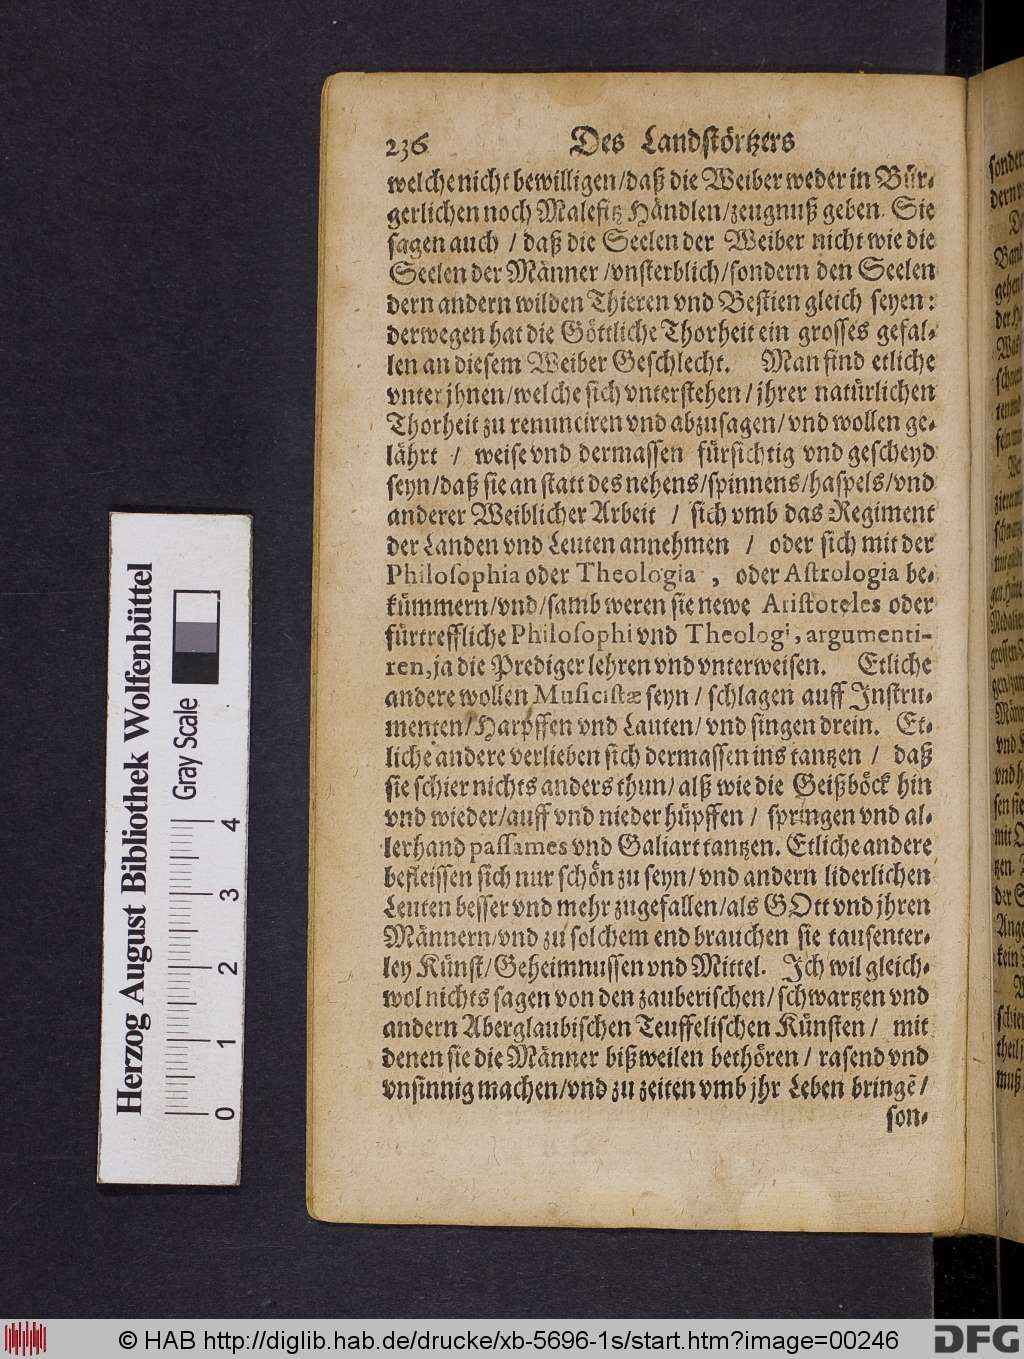 236 Des Landstörtzers
welche nicht bewilligen/daß die Weiber weder in Bür-
gerlichen noch Malefitz Händlen/zeugnuß geben. Sie
sagen auch / daß die Seelen der Weiber nicht wie die
Seelen der Männer /vnsterblich/sondern den Seelen
dern andern wilden Thieren vnd Bestien gleich seyen:
derwegen hat die Göttliche Thorheit ein grosses gefal-
len an diesem Weiber Geschlecht. Man find etliche
vnter jhnen/welche sich vnterstehen/ jhrer natürlichen
Thorheit zu renunciren vnd abzusagen/vnd wollen ge-
lährt / weise vnd dermassen fürsichtig vnd gescheyd
seyn/daß sie an statt des nehens/spinnens/haspels/vnd
anderer Weiblicher Arbeit / sich vmb das Regiment
der Landen vnd Leuten annehmen / oder sich mit der
Philosophia oder Theologia , oder Astrologia be-
kümmern/vnd/samb weren sie newe Aristoteles oder
fürtreffliche Philosophi vnd Theologi, argumenti-
ren, ja die Prediger lehren vnd vnterweisen. Etliche
andere wollen Musicistæ seyn / schlagen auff Instru-
menten/Harpffen vnd Lauten/vnd singen drein. Et-
liche andere verlieben sich dermassen ins tantzen / daß
sie schier nichts anders thun/ alß wie die Geißböck hin
vnd wieder/auff vnd nieder hüpffen / springen vnd al-
lerhand passames vnd Galiart tantzen. Etliche andere
befleissen sich nur schön zu seyn/ vnd andern liderlichen
Leuten besser vnd mehr zugefallen/als GOtt vnd jhren
Männern/vnd zu solchem end brauchen sie tausenter-
ley Künst/Geheimnussen vnd Mittel. Ich wil gleich-
wol nichts sagen von den zauberischen/ schwartzen vnd
andern Aberglaubischen Teuffelischen Künsten / mit
denen sie die Männer bißweilen bethören / rasend vnd
vnsinnig machen/vnd zu zeiten vmb jhr Leben bringē/
son-
Herzog August Bibliothek Wolfenbüttel
Gray Scale
0 1 2 3 4
© HAB http://diglib.hab.de/drucke/xb-5696-1s/start.htm?image=00246
DFG